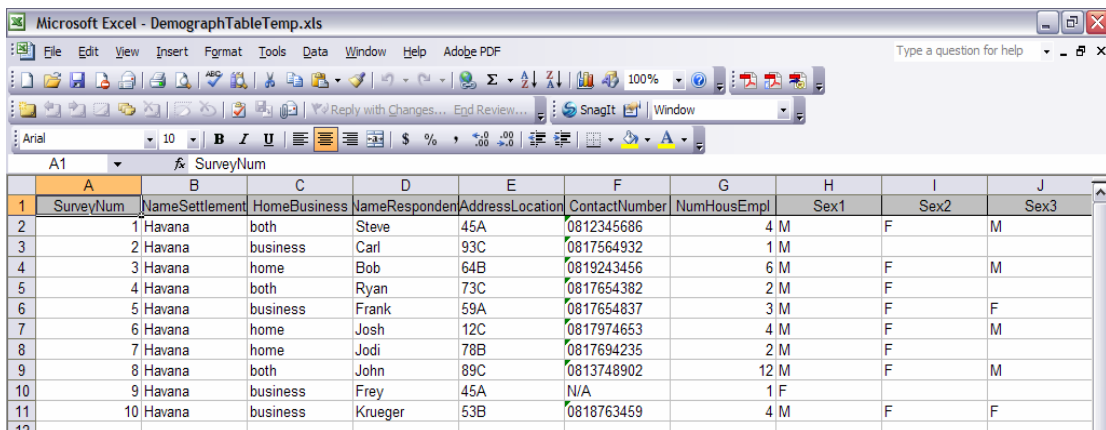 Microsoft Excel - DemographTableTemp.xls
File Edit View Insert Format Tools Data Window Help Adobe PDF Type a question for help
100%
Reply with Changes... End Review... SnagIt Window
Arial 10 B I U $ % ,
A1 fx SurveyNum
A B C D E F G H I J
1 SurveyNum NameSettlement HomeBusiness NameResponden AddressLocation ContactNumber NumHousEmpl Sex1 Sex2 Sex3
2 1 Havana both Steve 45A 0812345686 4 M F M
3 2 Havana business Carl 93C 0817564932 1 M
4 3 Havana home Bob 64B 0819243456 6 M F M
5 4 Havana both Ryan 73C 0817654382 2 M F
6 5 Havana business Frank 59A 0817654837 3 M F F
7 6 Havana home Josh 12C 0817974653 4 M F M
8 7 Havana home Jodi 78B 0817694235 2 M F
9 8 Havana both John 89C 0813748902 12 M F M
10 9 Havana business Frey 45A N/A 1 F
11 10 Havana business Krueger 53B 0818763459 4 M F F